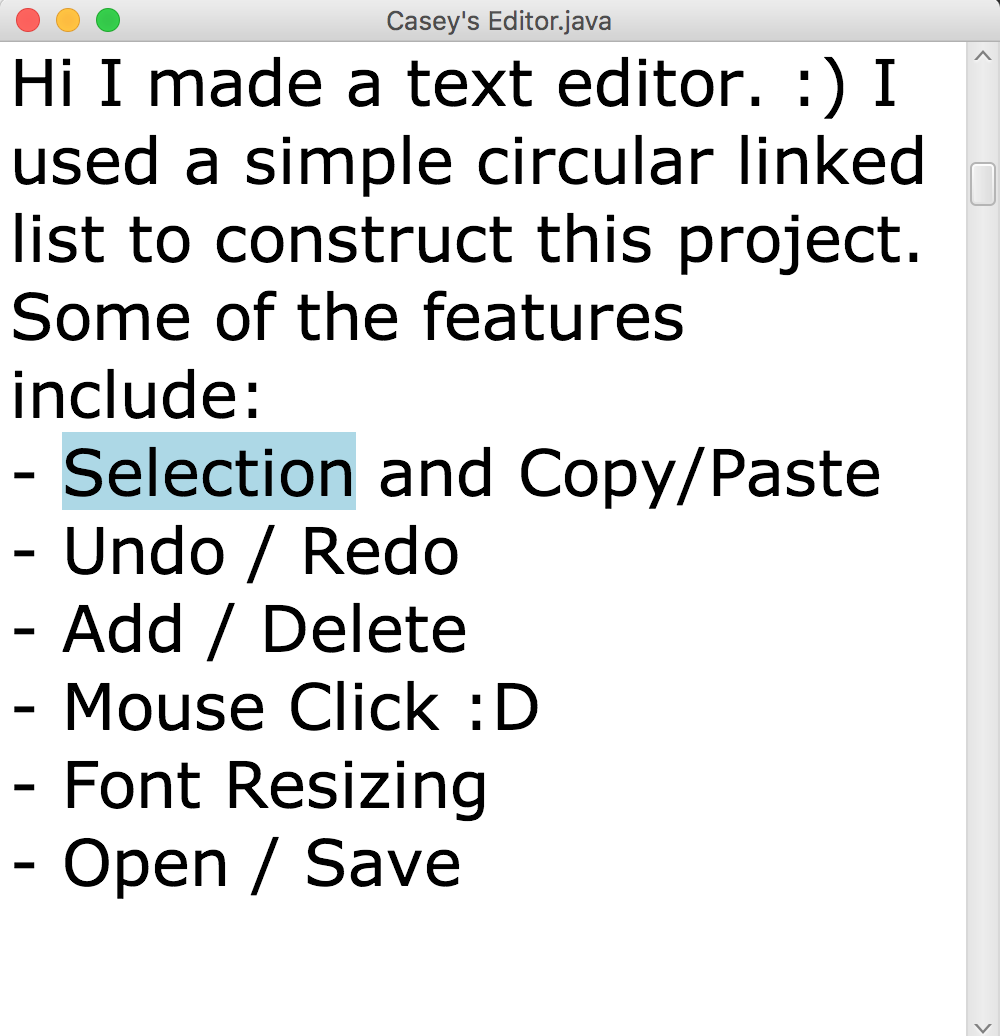 Casey's Editor.java
Hi I made a text editor. :) I
used a simple circular linked
list to construct this project.
Some of the features
include:
- Selection and Copy/Paste
- Undo / Redo
- Add / Delete
- Mouse Click :D
- Font Resizing
- Open / Save